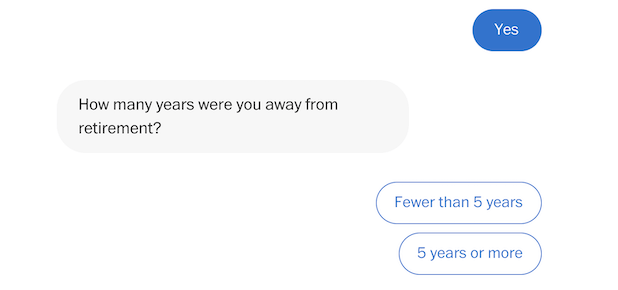 Yes
How many years were you away from
retirement?
Fewer than 5 years
5 years or more